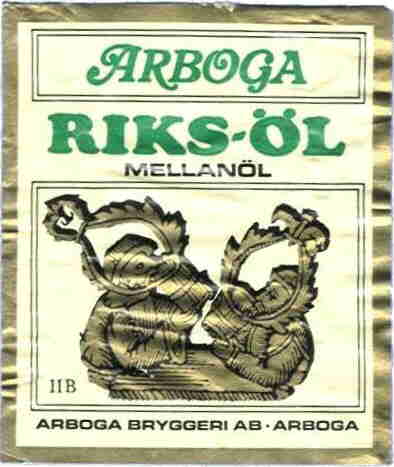 ARBOGA
RIKS-ÖL
MELLANÖL
IIB
ARBOGA BRYGGERI AB · ARBOGA